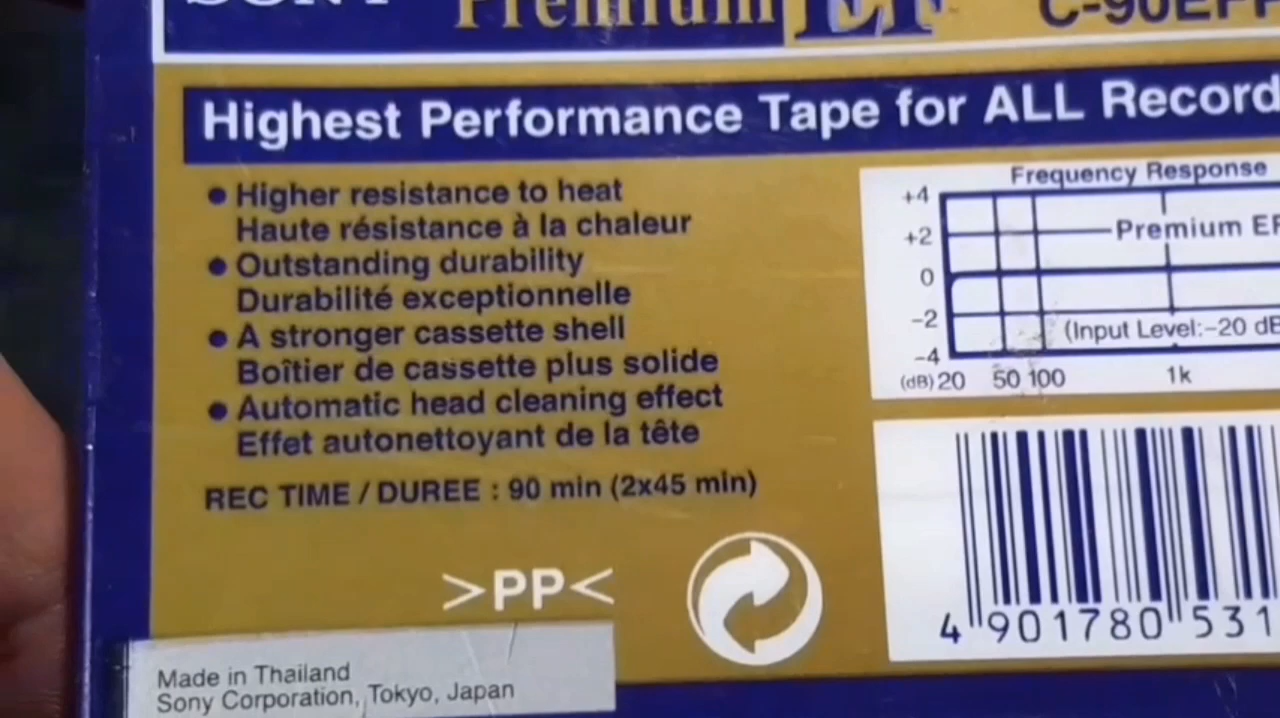 SONY Premium EF C-90EF
Highest Performance Tape for ALL Record
• Higher resistance to heat
Haute résistance à la chaleur
• Outstanding durability
Durabilité exceptionnelle
• A stronger cassette shell
Boîtier de cassette plus solide
• Automatic head cleaning effect
Effet autonettoyant de la tête
REC TIME / DUREE : 90 min (2x45 min)
>PP<
Made in Thailand
Sony Corporation, Tokyo, Japan
Frequency Response
+4
+2
Premium EF
0
-2
(Input Level:-20 dB
-4
(dB) 20 50 100 1k
4 901780 531